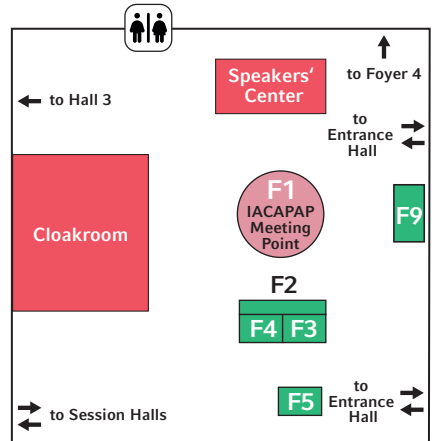 to Foyer 4
Speakers‘
Center
to Hall 3
to
Entrance
Hall
F1
IACAPAP
Meeting
Point
F9
Cloakroom
F2
F4 F3
F5
to
Entrance
Hall
to Session Halls